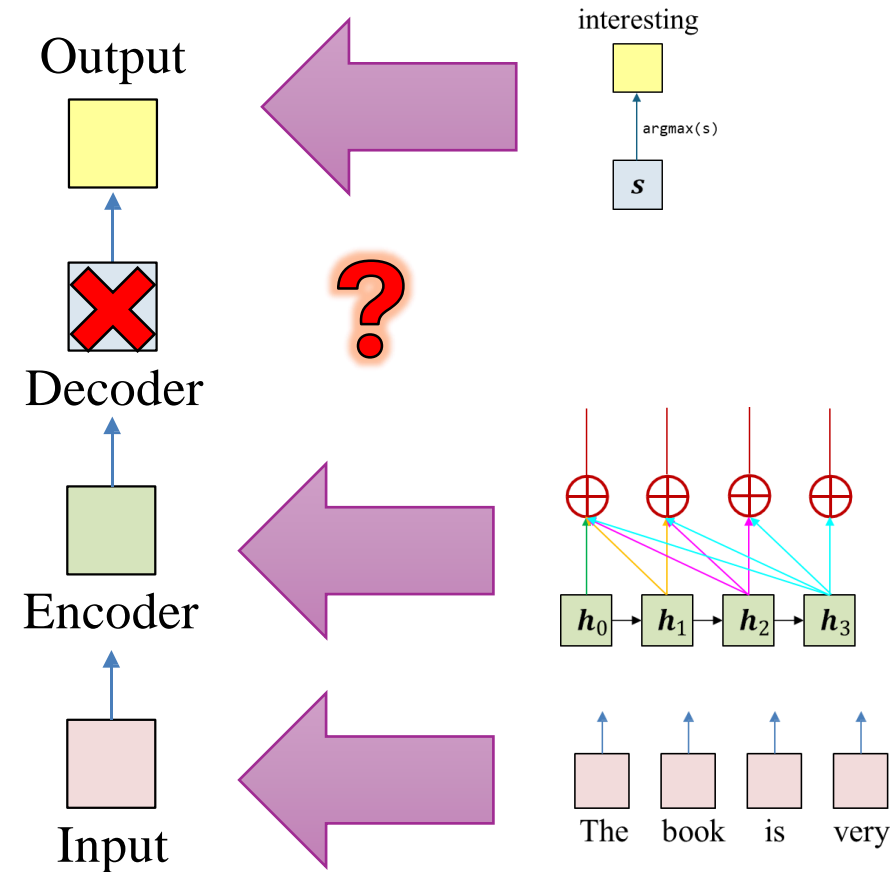 Output
interesting
argmax(s)
s
?
Decoder
Encoder
h0 h1 h2 h3
Input
The book is very